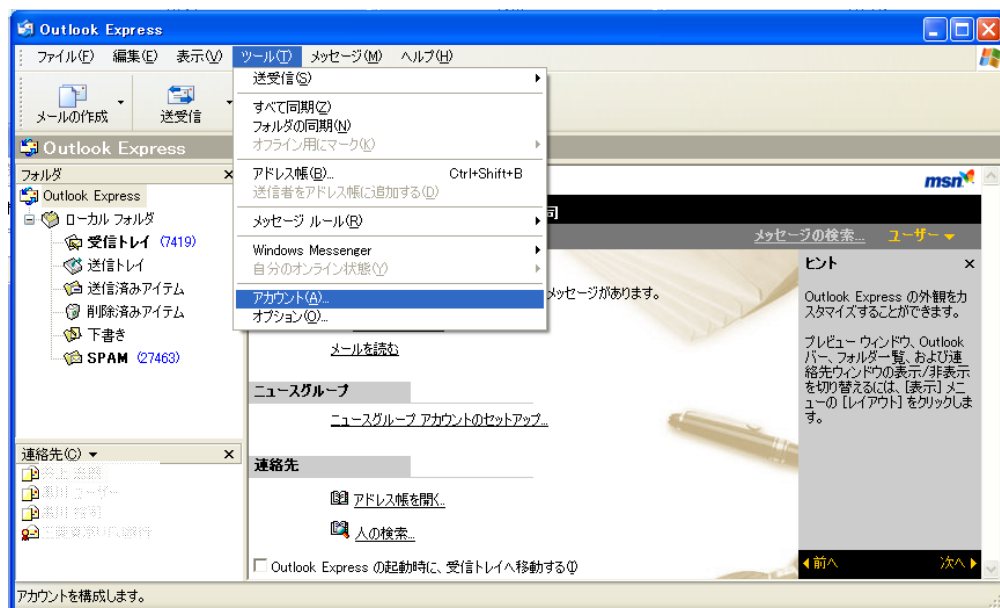 Outlook Express
ファイル(F) 編集(E) 表示(V) ツール(T) メッセージ(M) ヘルプ(H)
メールの作成 送受信
送受信(S)
すべて同期(Z)
フォルダの同期(N)
オフライン用にマーク(K)
アドレス帳(B)... Ctrl+Shift+B
送信者をアドレス帳に追加する(D)
メッセージ ルール(R)
Windows Messenger
自分のオンライン状態(Y)
アカウント(A)...
オプション(O)...
Outlook Express
フォルダ
Outlook Express
ローカル フォルダ
受信トレイ (7419)
送信トレイ
送信済みアイテム
削除済みアイテム
下書き
SPAM (27463)
連絡先(C)
msn
メッセージの検索... ユーザー
メッセージがあります。
メールを読む
ニュースグループ
ニュースグループ アカウントのセットアップ...
連絡先
アドレス帳を開く...
人の検索...
Outlook Express の起動時に、受信トレイへ移動する(I)
ヒント
Outlook Express の外観をカ
スタマイズすることができます。
プレビュー ウィンドウ、Outlook
バー、フォルダ一覧、および連
絡先ウィンドウの表示/非表示
を切り替えるには、[表示] メニ
ューの [レイアウト] をクリックしま
す。
前へ 次へ
アカウントを構成します。